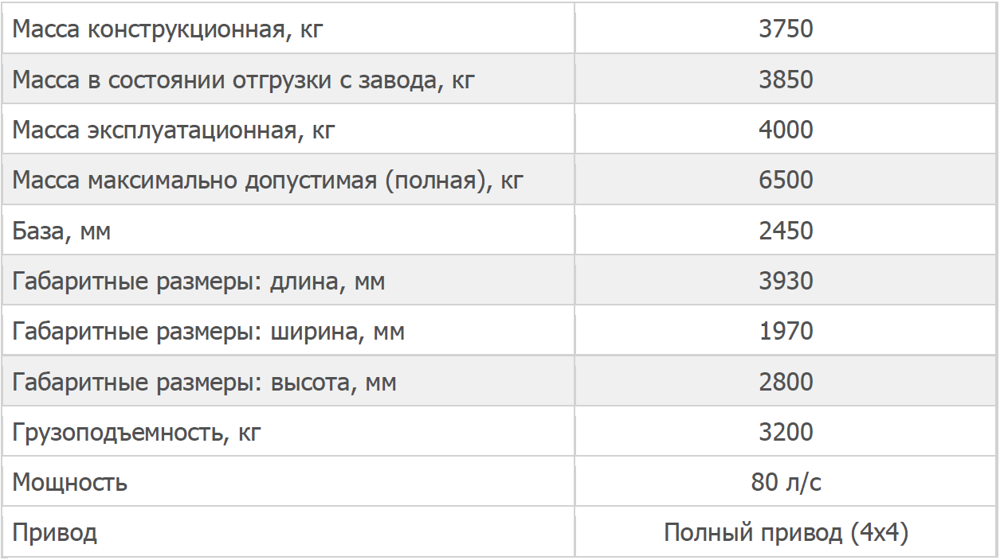 Масса конструкционная, кг 3750
Масса в состоянии отгрузки с завода, кг 3850
Масса эксплуатационная, кг 4000
Масса максимально допустимая (полная), кг 6500
База, мм 2450
Габаритные размеры: длина, мм 3930
Габаритные размеры: ширина, мм 1970
Габаритные размеры: высота, мм 2800
Грузоподъемность, кг 3200
Мощность 80 л/с
Привод Полный привод (4х4)